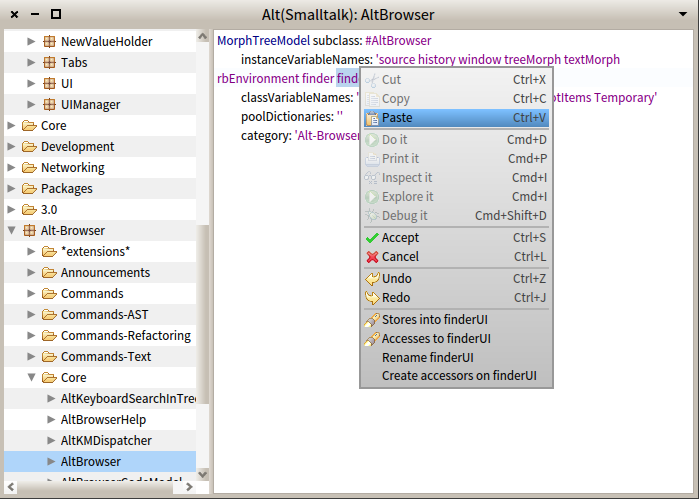 Alt(Smalltalk): AltBrowser
NewValueHolder
Tabs
UI
UIManager
Core
Development
Networking
Packages
3.0
Alt-Browser
*extensions*
Announcements
Commands
Commands-AST
Commands-Refactoring
Commands-Text
Core
AltKeyboardSearchInTree
AltBrowserHelp
AltKMDispatcher
AltBrowser
AltBrowserCodeModel
MorphTreeModel subclass: #AltBrowser
instanceVariableNames: 'source history window treeMorph textMorph
rbEnvironment finder
classVariableNames: ' Temporary'
poolDictionaries: ''
category: 'Alt-Browser
Cut Ctrl+X
Copy Ctrl+C
Paste Ctrl+V
Do it Cmd+D
Print it Cmd+P
Inspect it Cmd+I
Explore it Cmd+I
Debug it Cmd+Shift+D
Accept Ctrl+S
Cancel Ctrl+L
Undo Ctrl+Z
Redo Ctrl+J
Stores into finderUI
Accesses to finderUI
Rename finderUI
Create accessors on finderUI